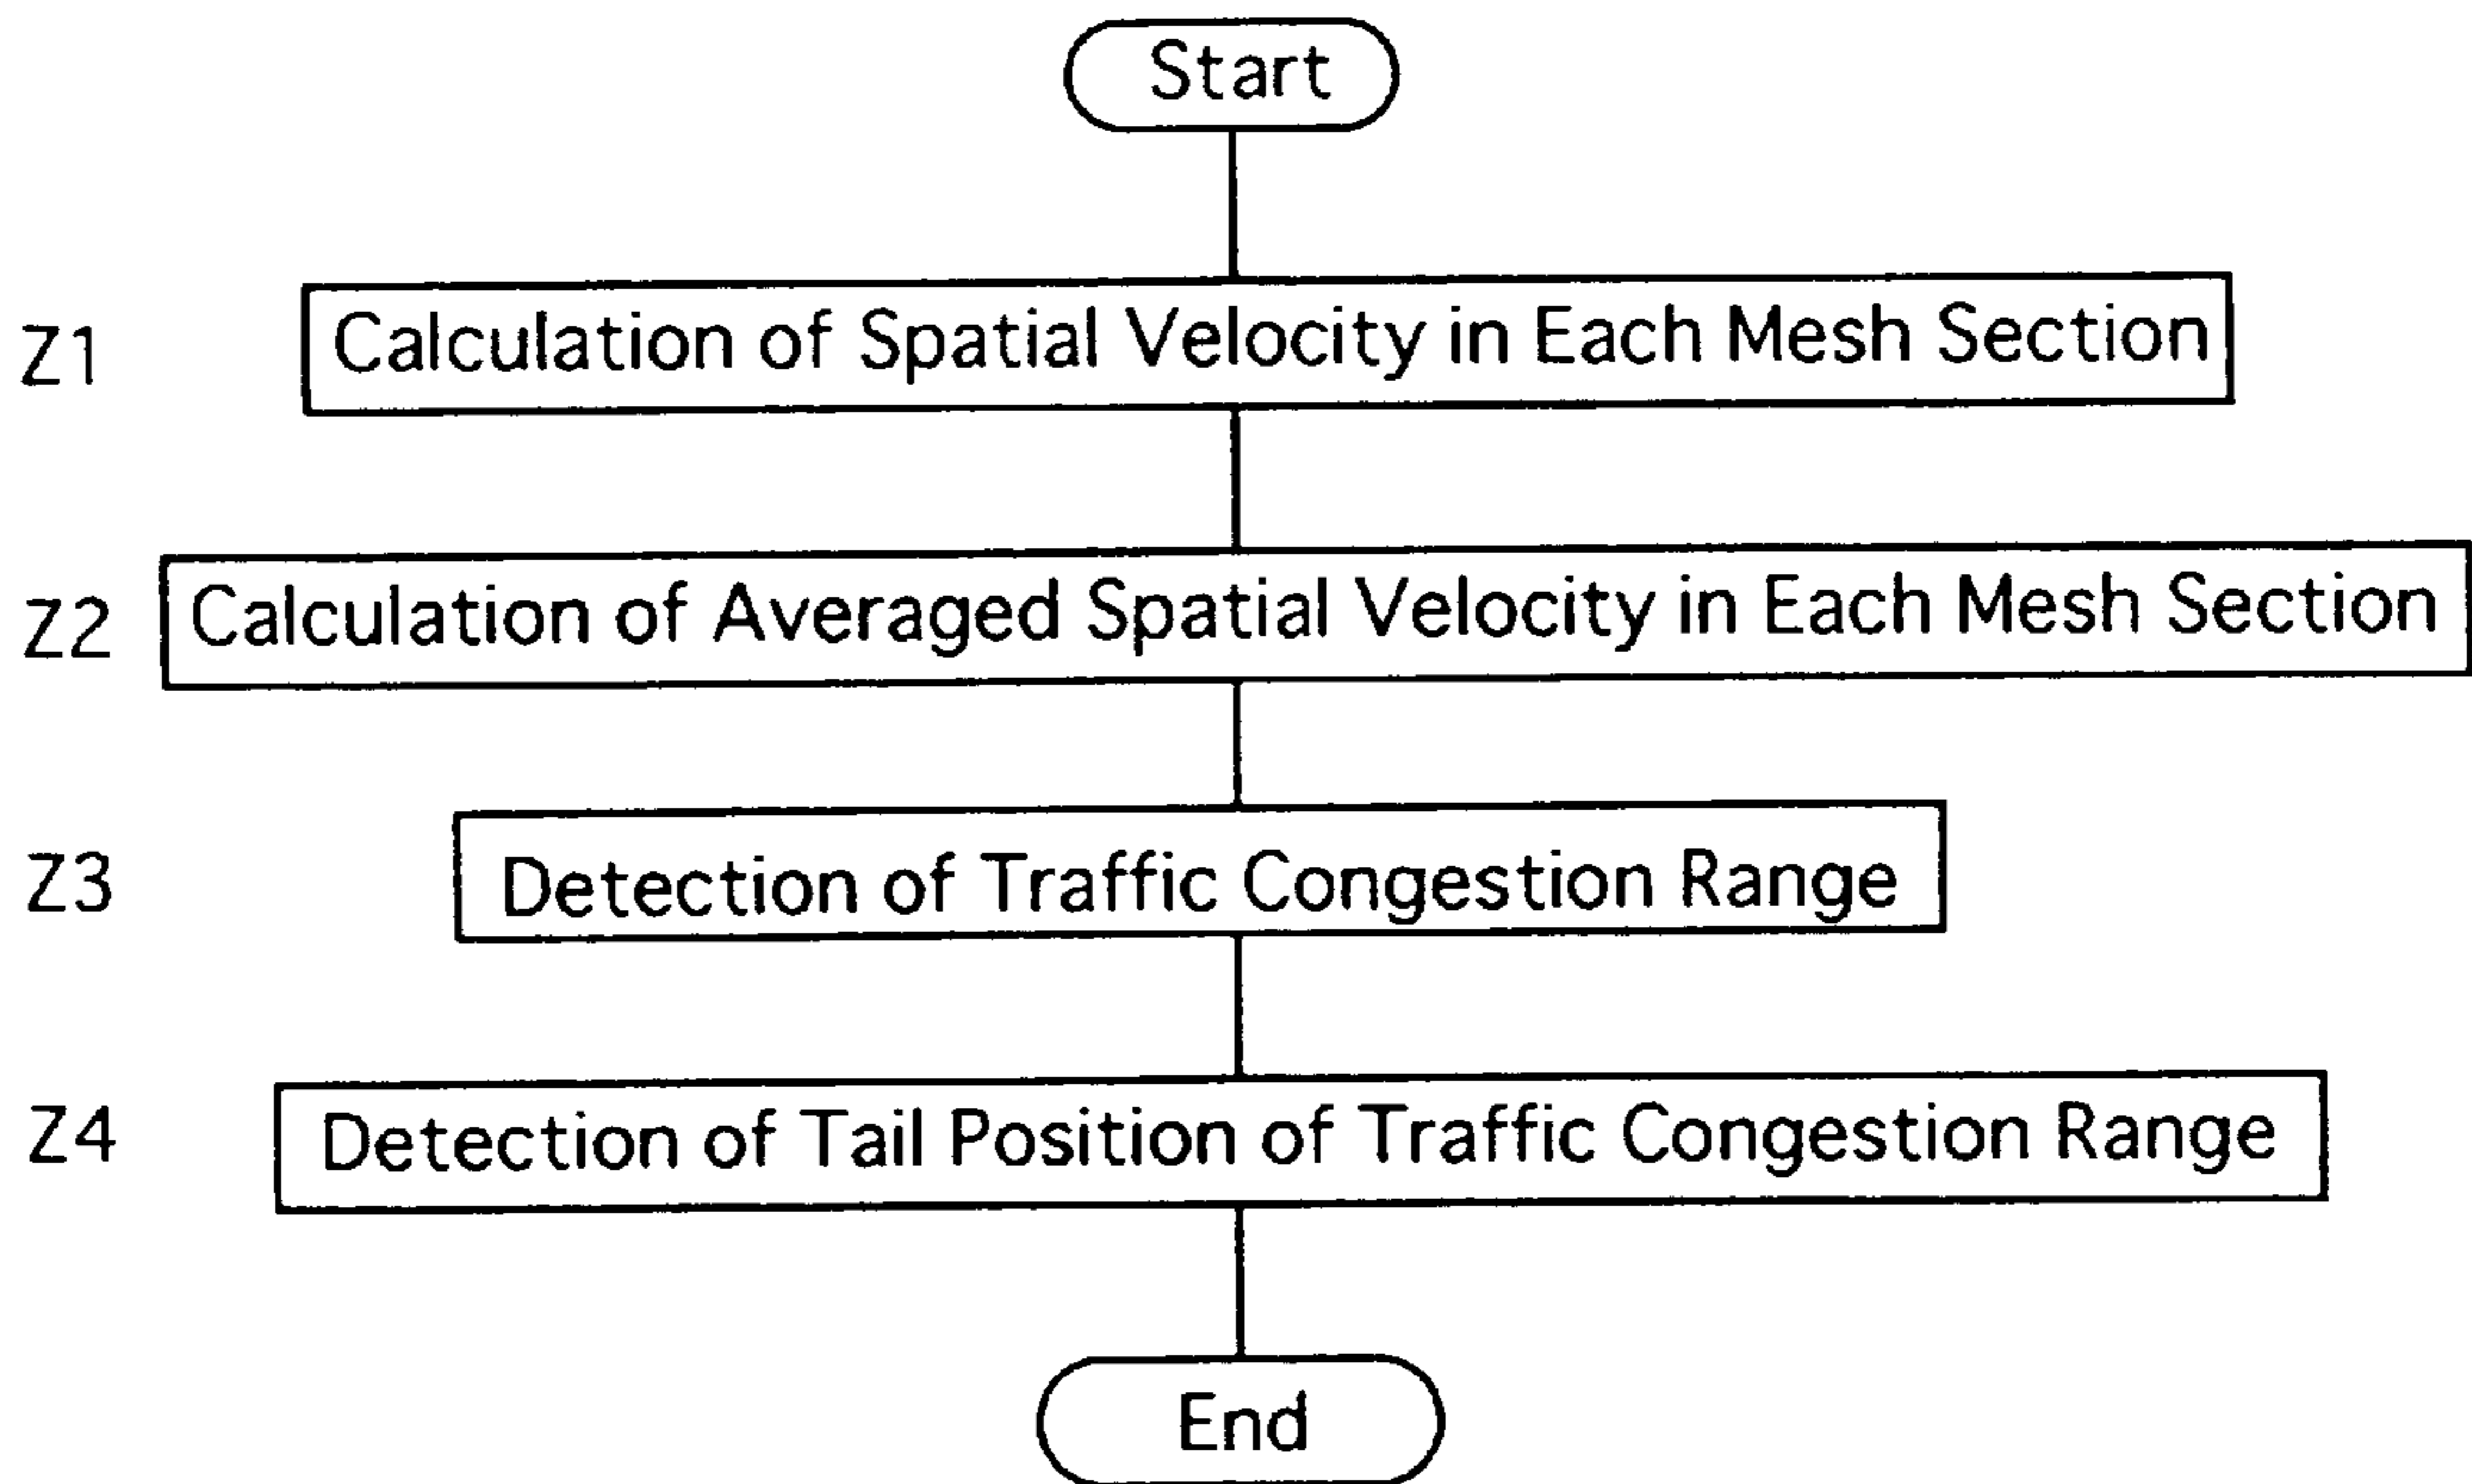 Start
Z1 Calculation of Spatial Velocity in Each Mesh Section
Z2 Calculation of Averaged Spatial Velocity in Each Mesh Section
Z3 Detection of Traffic Congestion Range
Z4 Detection of Tail Position of Traffic Congestion Range
End